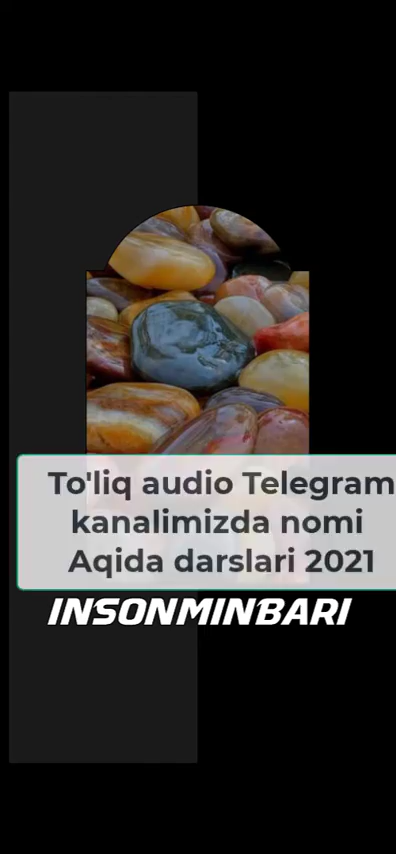 To'liq audio Telegram
kanalimizda nomi
Aqida darslari 2021
INSONMINBARI